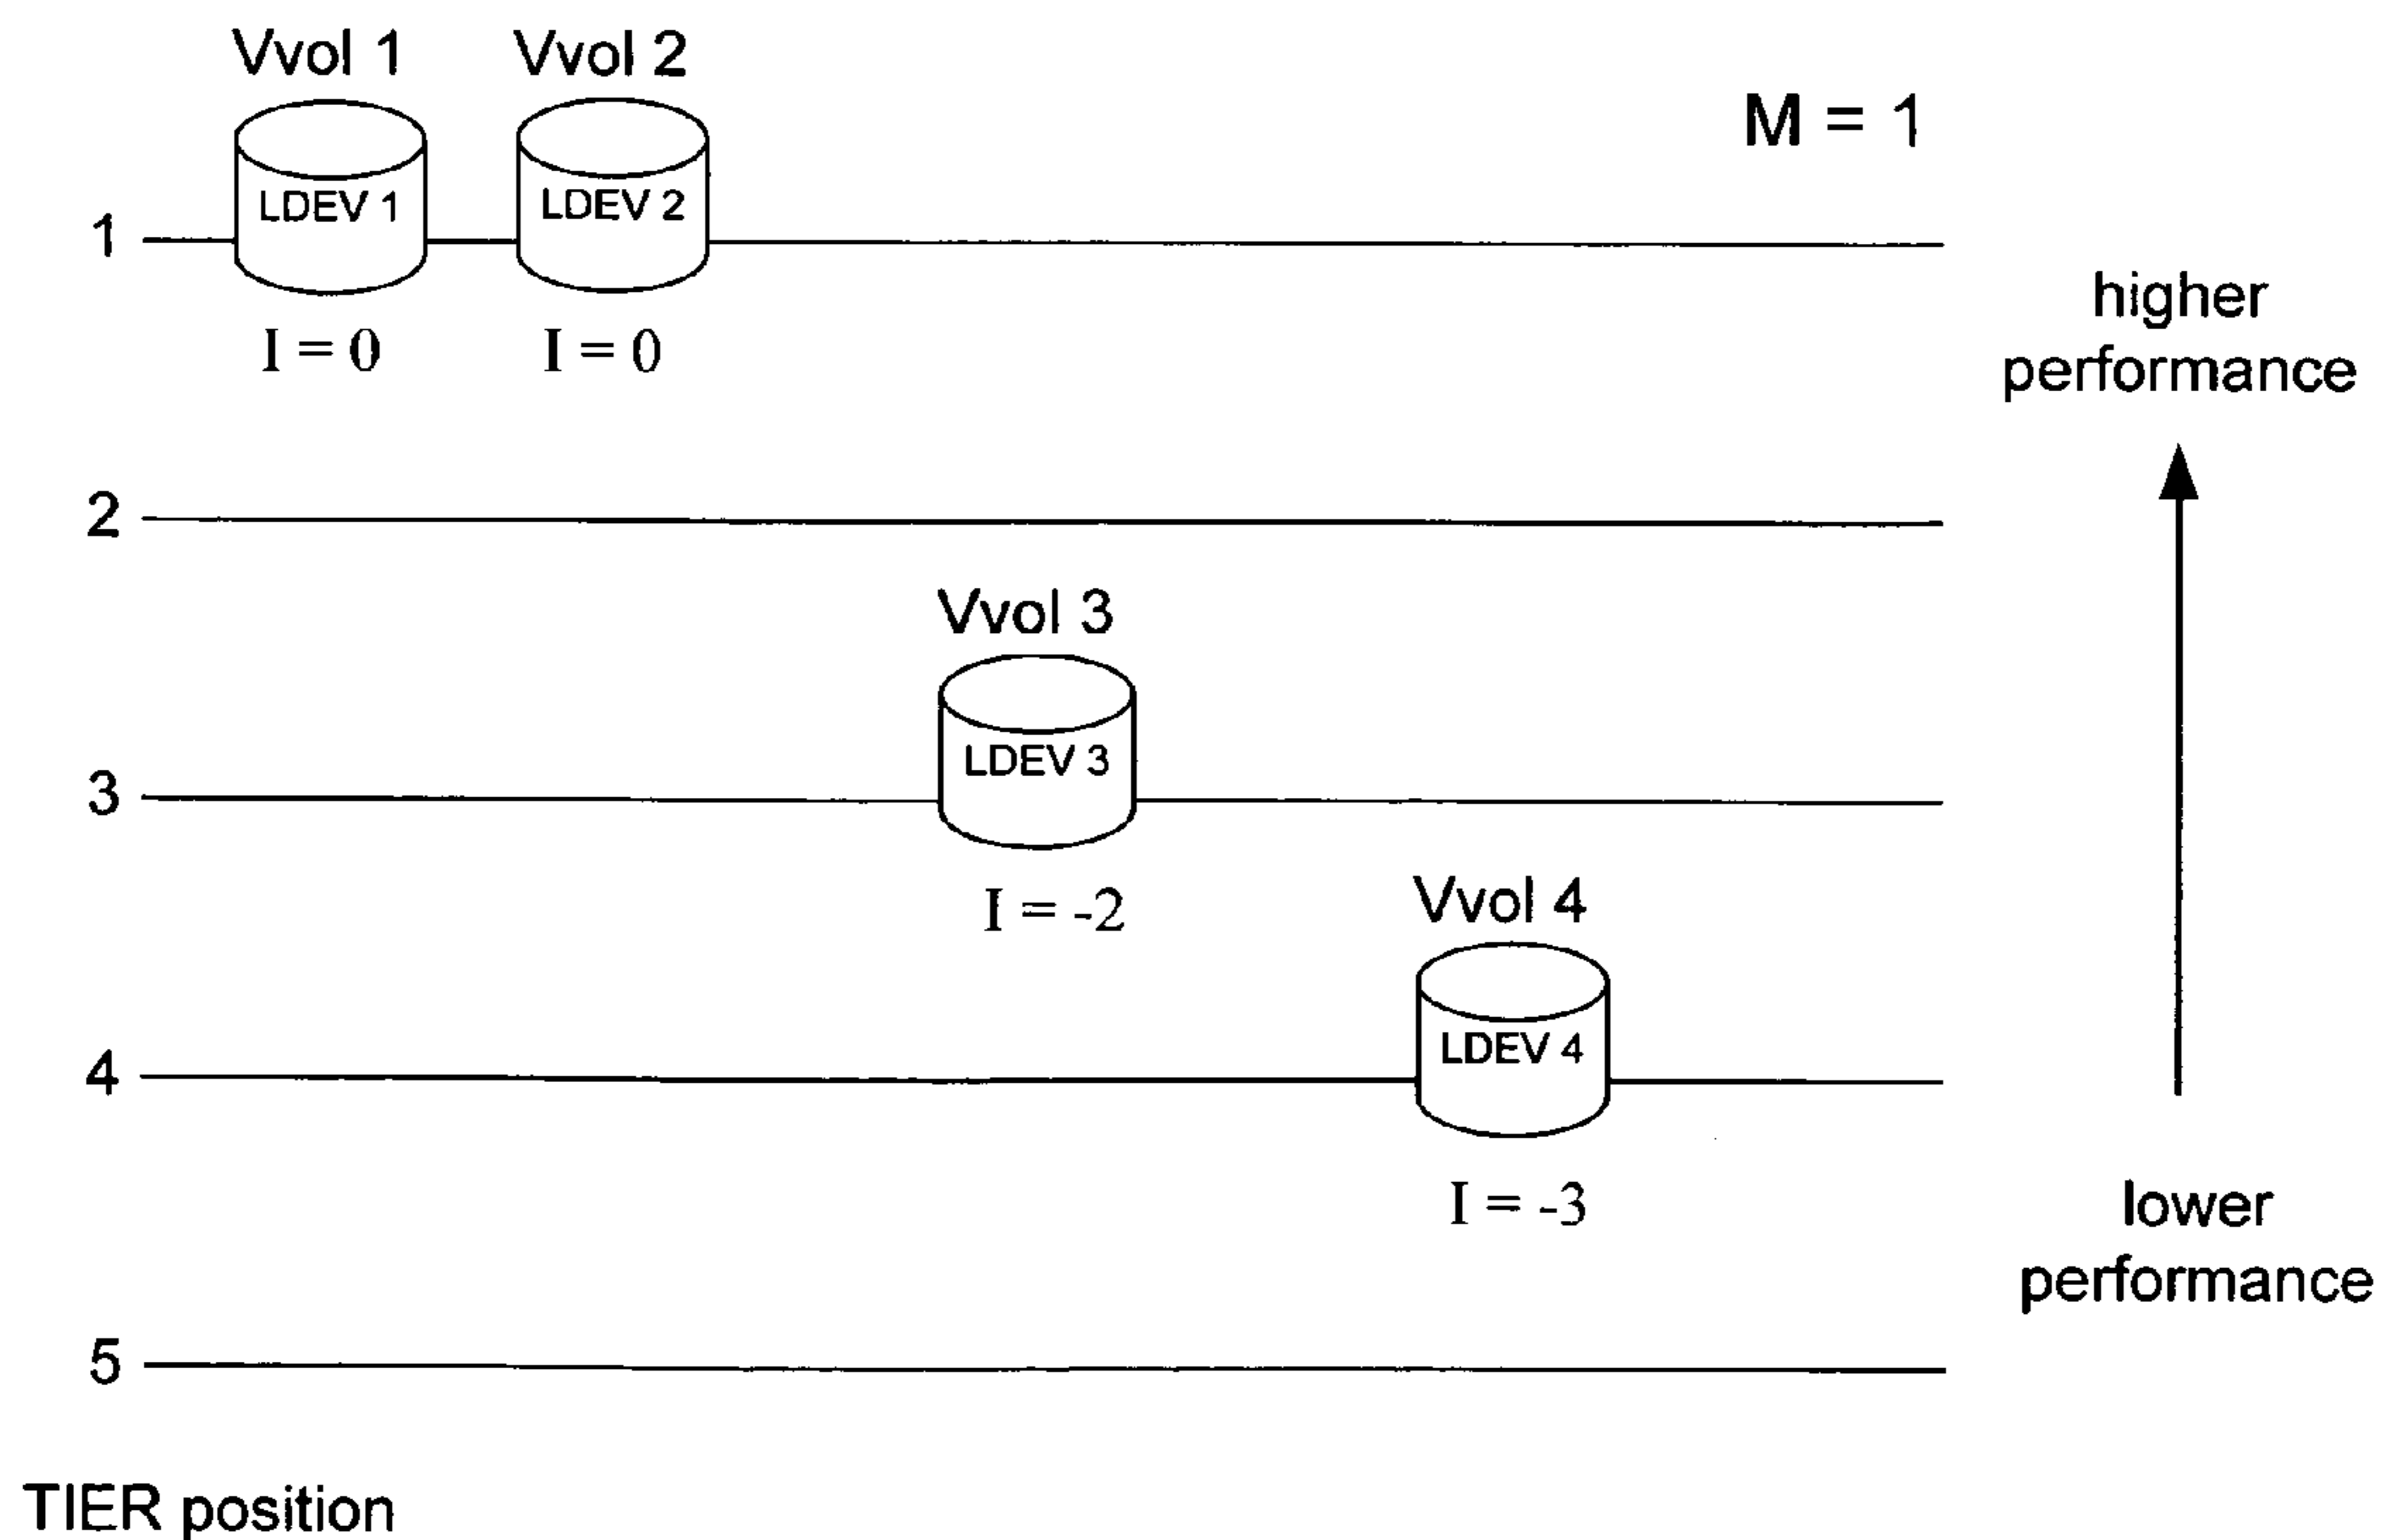 Vvol 1 Vvol 2
M = 1
LDEV 1 LDEV 2
1
I = 0 I = 0
higher
performance
2
Vvol 3
LDEV 3
3
I = -2
Vvol 4
LDEV 4
4
I = -3
lower
performance
5
TIER position